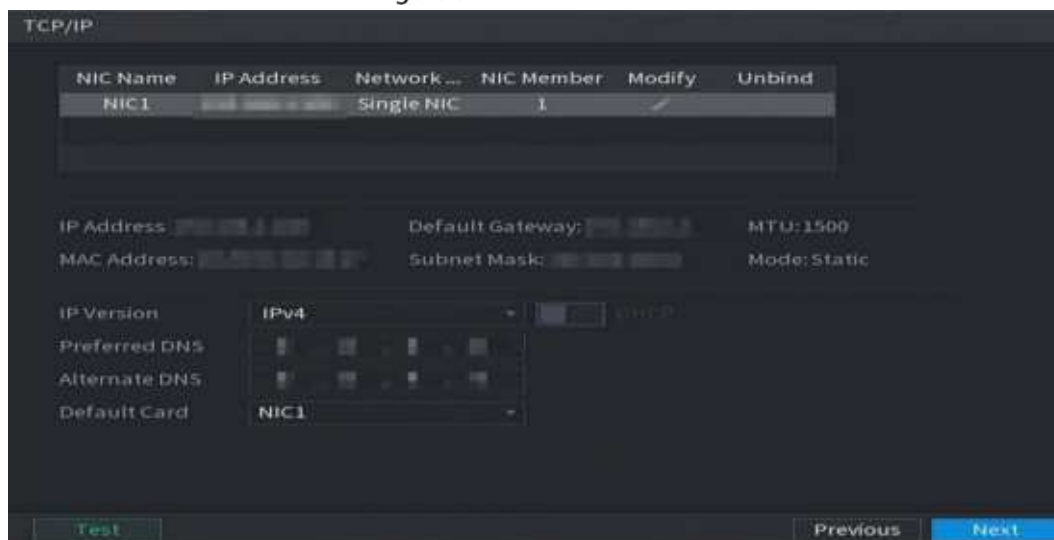 TCP/IP
NIC Name IP Address Network ... NIC Member Modify Unbind
NIC1 Single NIC 1
IP Address Default Gateway: MTU:1500
MAC Address: Subnet Mask: Mode:Static
IP Version IPv4 DHCP
Preferred DNS
Alternate DNS
Default Card NIC1
Test Previous Next